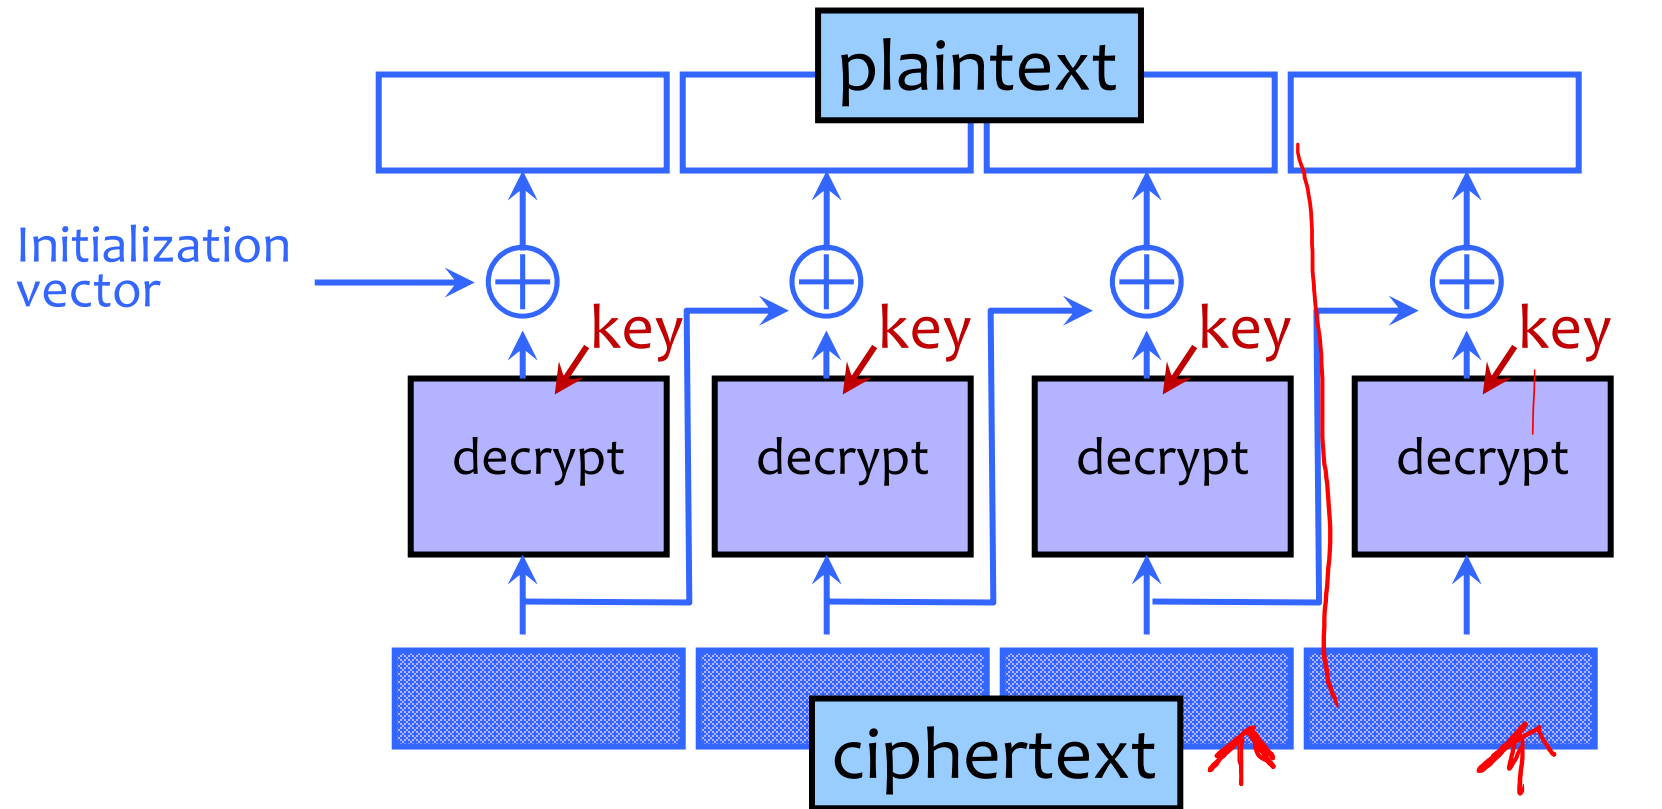 plaintext
Initialization
vector
key
key
key
key
decrypt
decrypt
decrypt
decrypt
ciphertext